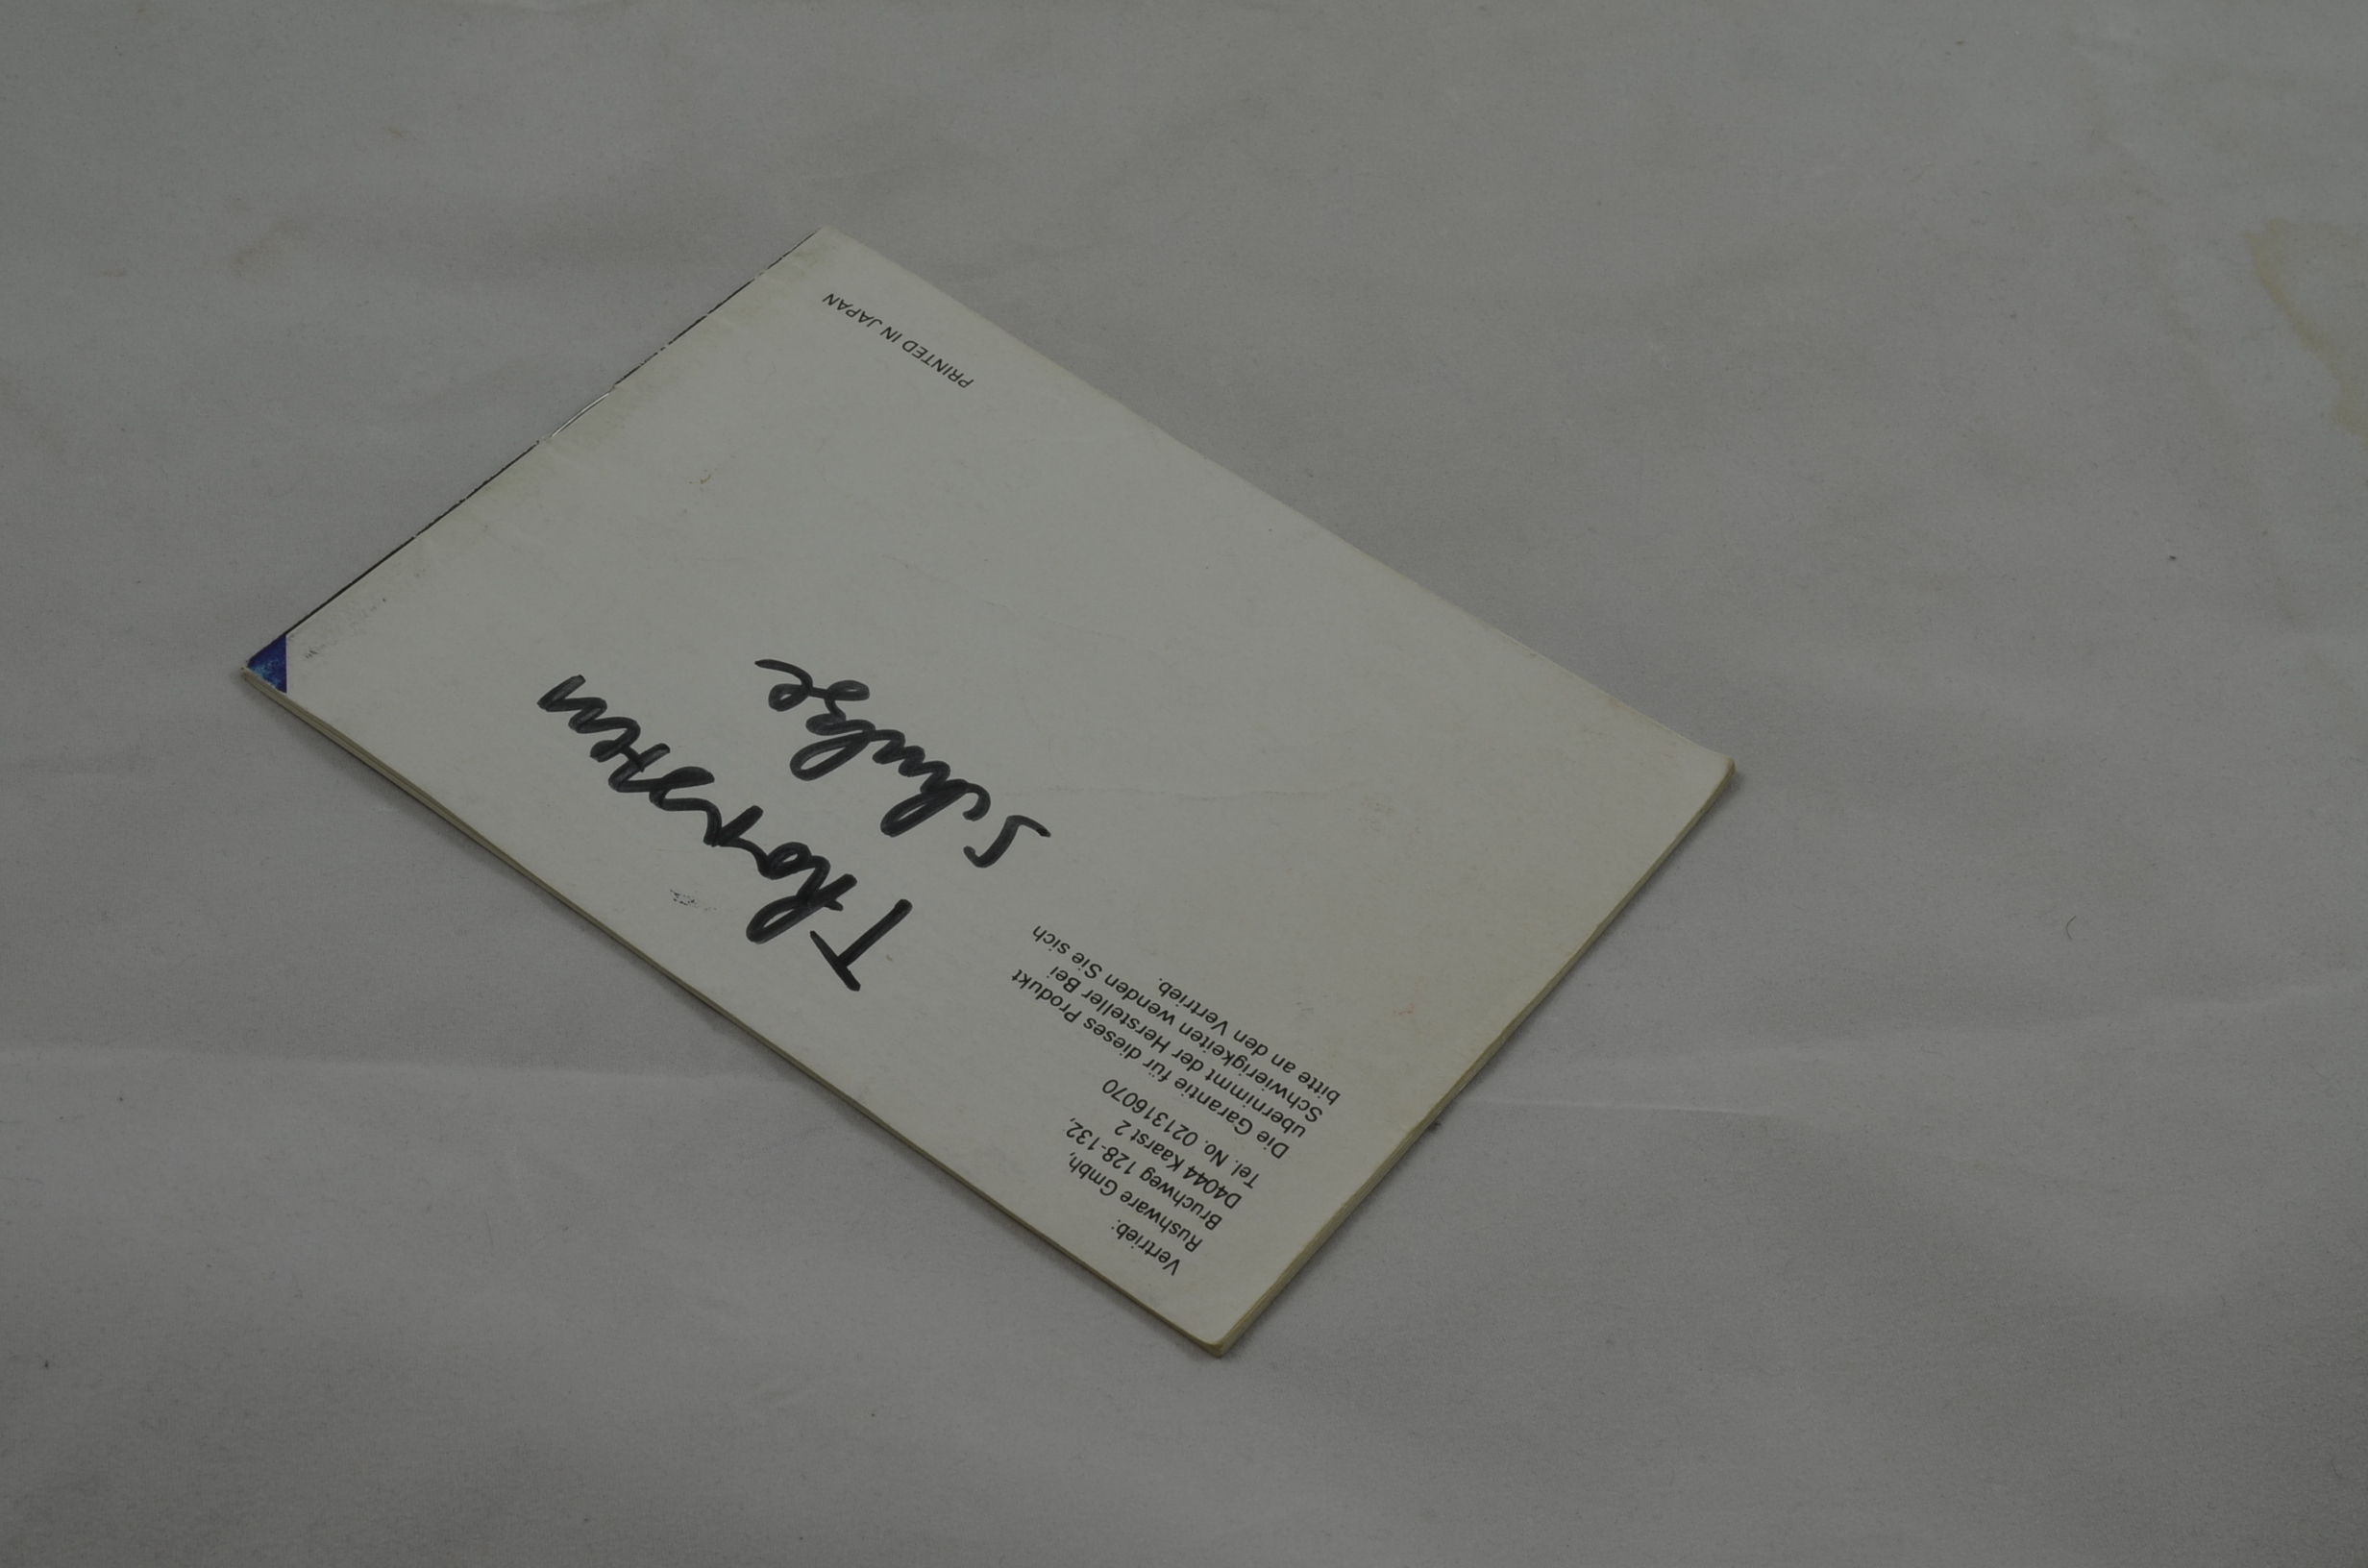 Vertrieb:
Rushware Gmbh,
Bruchweg 128-132,
D4044 Kaarst 2
Tel. No. 021316070
Die Garantie für dieses Produkt
ubernimmt der Hersteller Bei
Schwierigkeiten wenden Sie sich
bitte an den Vertrieb.
Thorsten
Schulze
PRINTED IN JAPAN